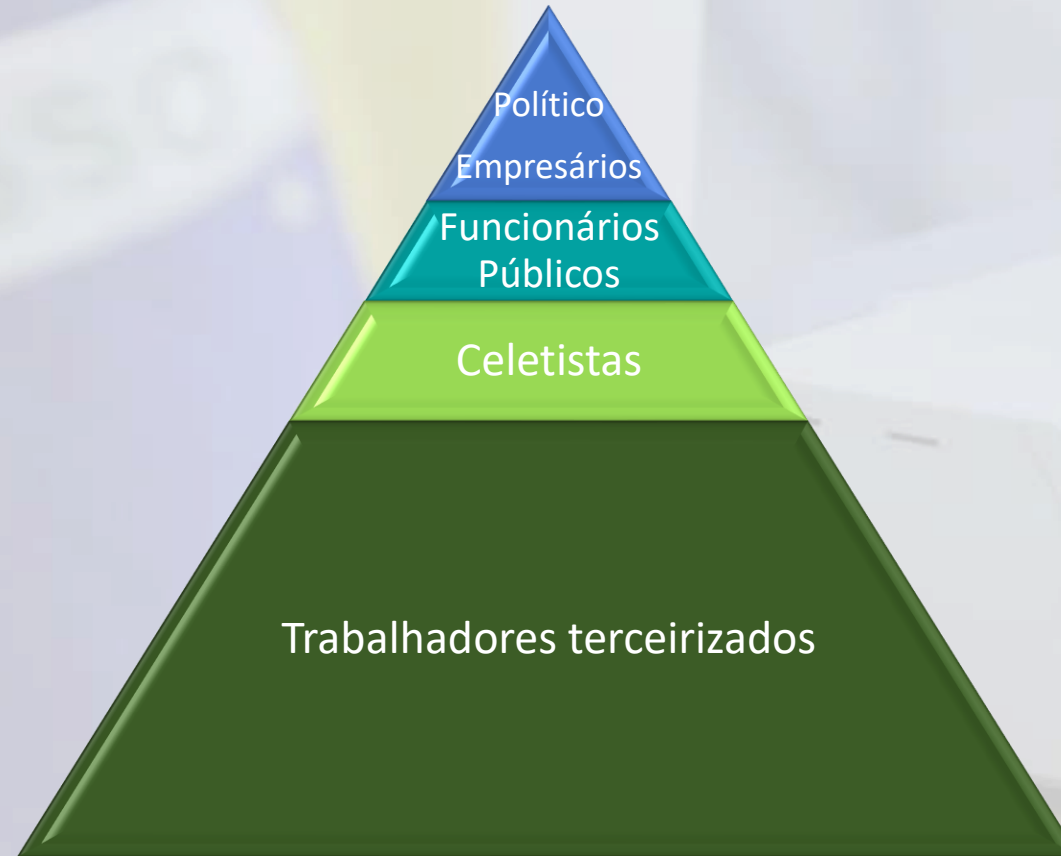 Político
Empresários
Funcionários
Públicos
Celetistas
Trabalhadores terceirizados